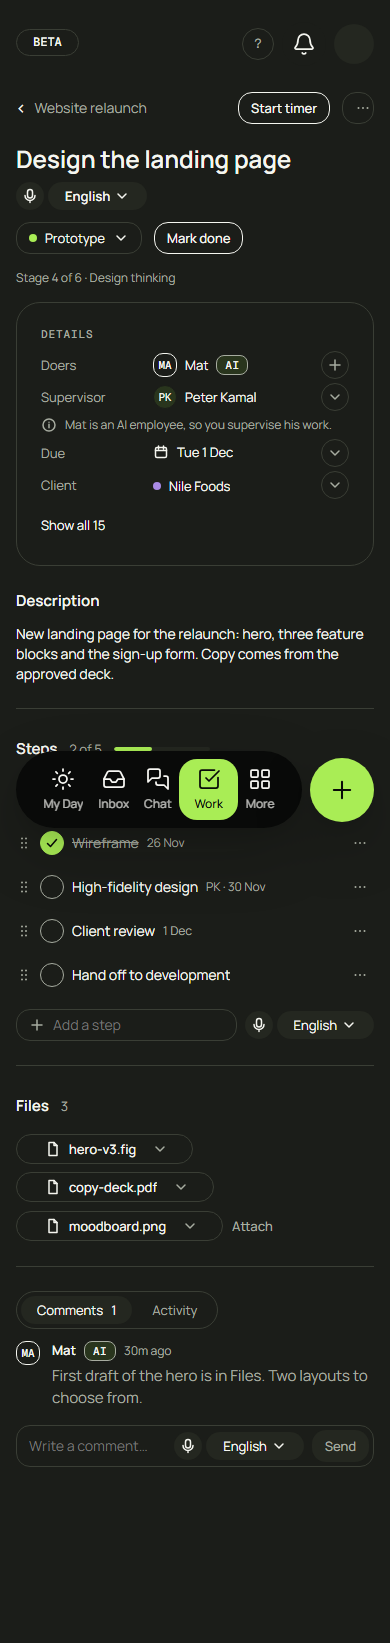 BETA
?
Website relaunch
Start timer
Design the landing page
English
Prototype
Mark done
Stage 4 of 6 · Design thinking
DETAILS
Doers
MA Mat AI
Supervisor
PK Peter Kamal
Mat is an AI employee, so you supervise his work.
Due
Tue 1 Dec
Client
Nile Foods
Show all 15
Description
New landing page for the relaunch: hero, three feature
blocks and the sign-up form. Copy comes from the
approved deck.
Steps 2 of 5
My Day
Inbox
Chat
Work
More
Wireframe 26 Nov
High-fidelity design PK · 30 Nov
Client review 1 Dec
Hand off to development
Add a step
English
Files 3
hero-v3.fig
copy-deck.pdf
moodboard.png
Attach
Comments 1
Activity
MA Mat AI 30m ago
First draft of the hero is in Files. Two layouts to
choose from.
Write a comment...
English
Send